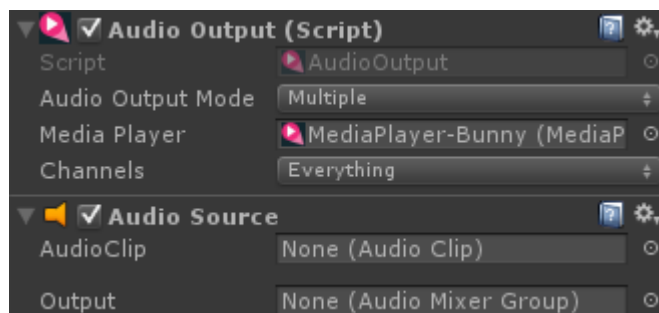 Audio Output (Script)
Script AudioOutput
Audio Output Mode Multiple
Media Player MediaPlayer-Bunny (MediaP
Channels Everything
Audio Source
AudioClip None (Audio Clip)
Output None (Audio Mixer Group)